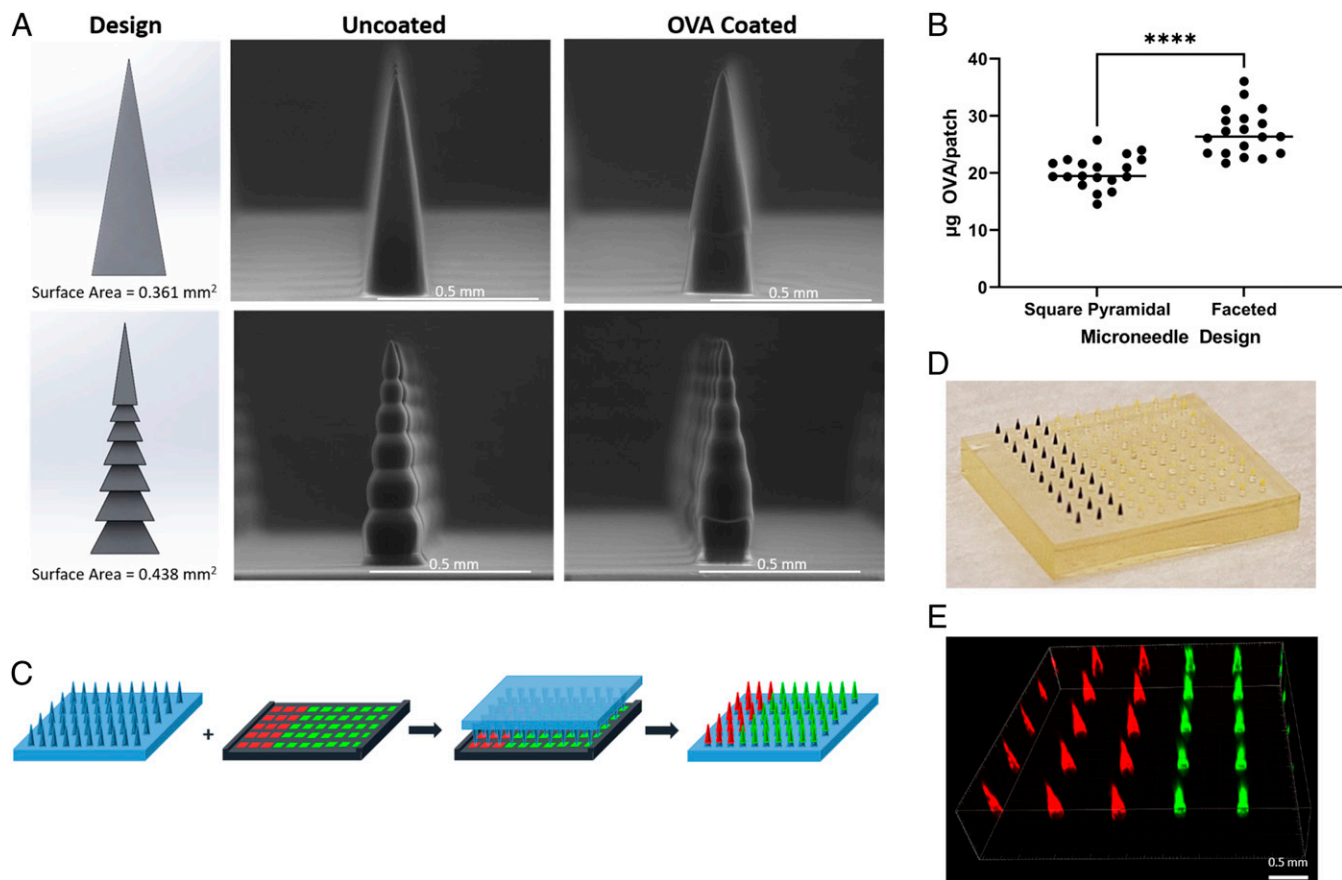 A
Design
Uncoated
OVA Coated
Surface Area = 0.361 mm²
0.5 mm
0.5 mm
Surface Area = 0.438 mm²
0.5 mm
0.5 mm
B
****
µg OVA/patch
40
30
20
10
0
Square Pyramidal
Faceted
Microneedle Design
C
+
D
E
0.5 mm